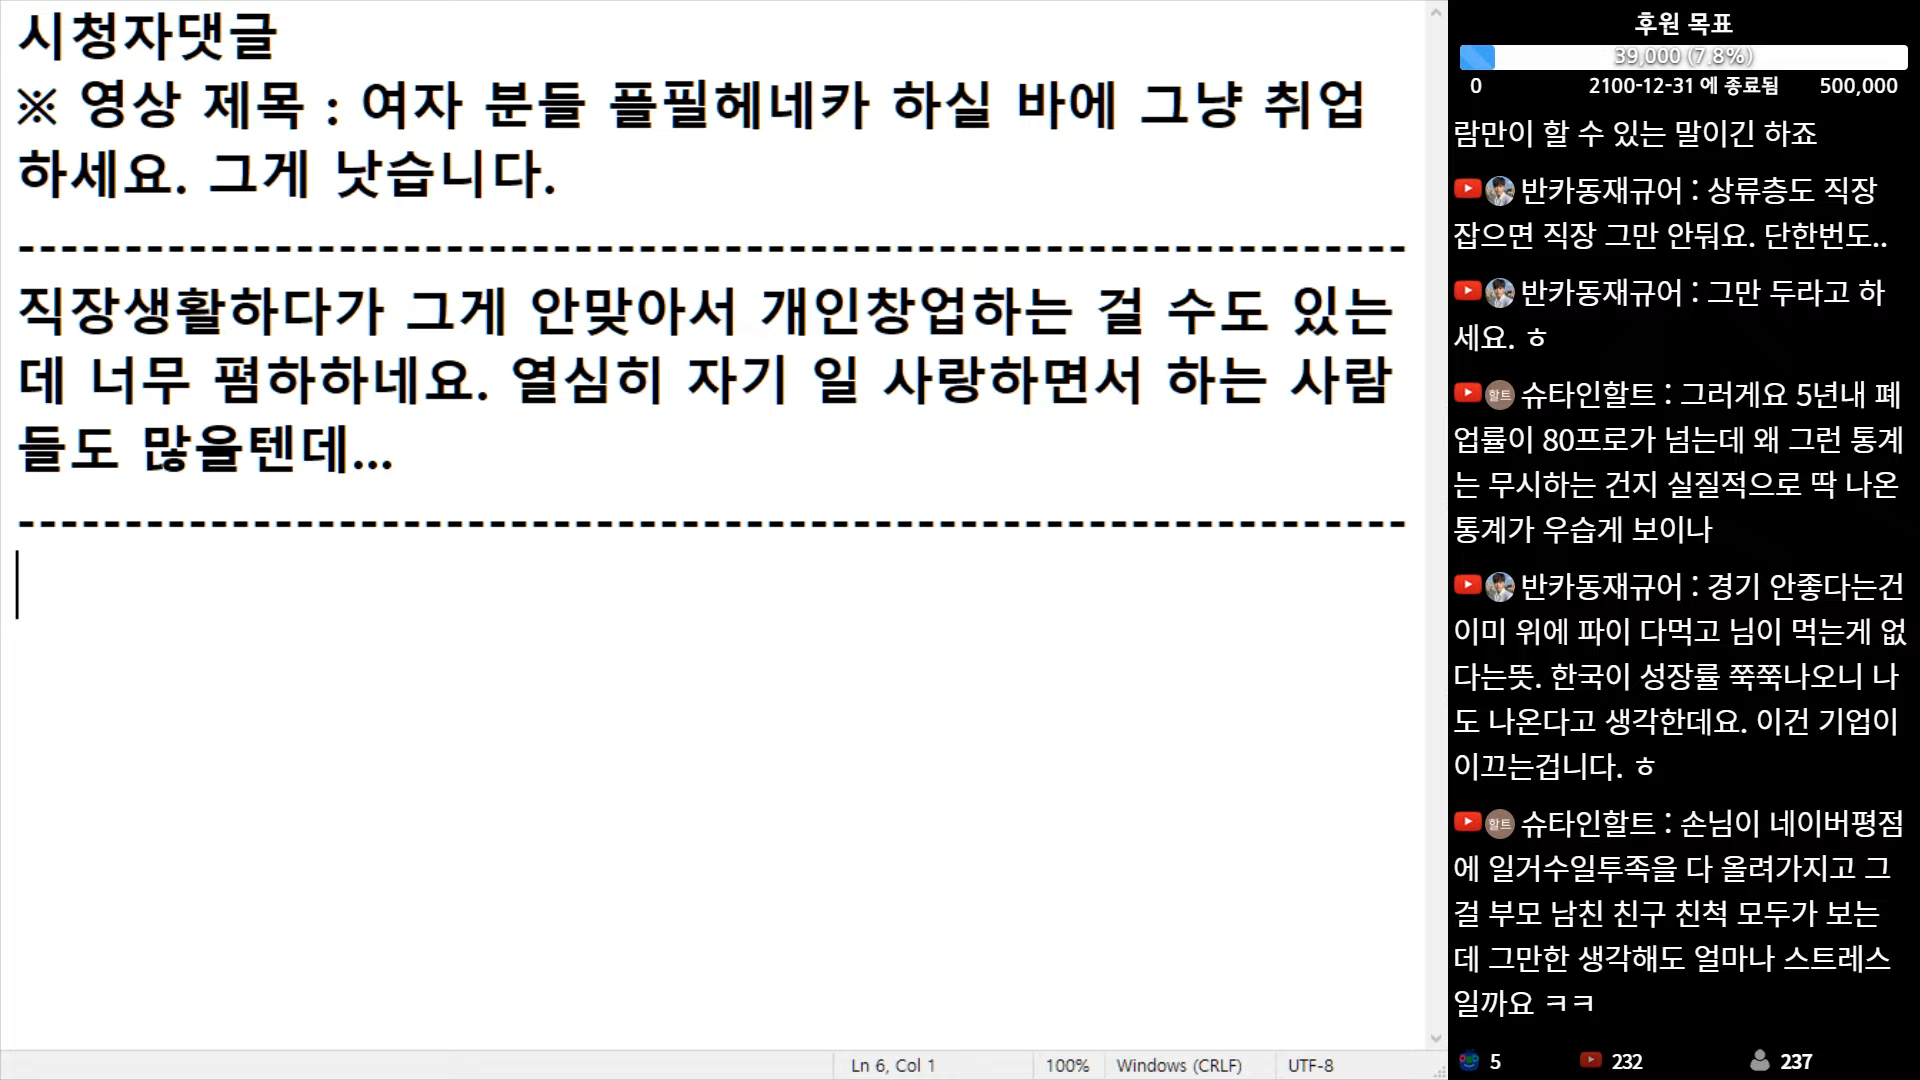 시청자댓글
※ 영상 제목 : 여자 분들 플필헤네카 하실 바에 그냥 취업
하세요. 그게 낫습니다.
------------------------------------------------------------------
직장생활하다가 그게 안맞아서 개인창업하는 걸 수도 있는
데 너무 폄하하네요. 열심히 자기 일 사랑하면서 하는 사람
들도 많을텐데...
------------------------------------------------------------------
Ln 6, Col 1
100%
Windows (CRLF)
UTF-8
후원 목표
39,000 (7.8%)
0 2100-12-31 에 종료됨 500,000
람만이 할 수 있는 말이긴 하죠
반카동재규어 : 상류층도 직장
잡으면 직장 그만 안둬요. 단한번도..
반카동재규어 : 그만 두라고 하
세요. ㅎ
할트 슈타인할트 : 그러게요 5년내 폐
업률이 80프로가 넘는데 왜 그런 통계
는 무시하는 건지 실질적으로 딱 나온
통계가 우습게 보이나
반카동재규어 : 경기 안좋다는건
이미 위에 파이 다먹고 님이 먹는게 없
다는뜻. 한국이 성장률 쭉쭉나오니 나
도 나온다고 생각한데요. 이건 기업이
이끄는겁니다. ㅎ
할트 슈타인할트 : 손님이 네이버평점
에 일거수일투족을 다 올려가지고 그
걸 부모 남친 친구 친척 모두가 보는
데 그만한 생각해도 얼마나 스트레스
일까요 ㅋㅋ
5 232 237